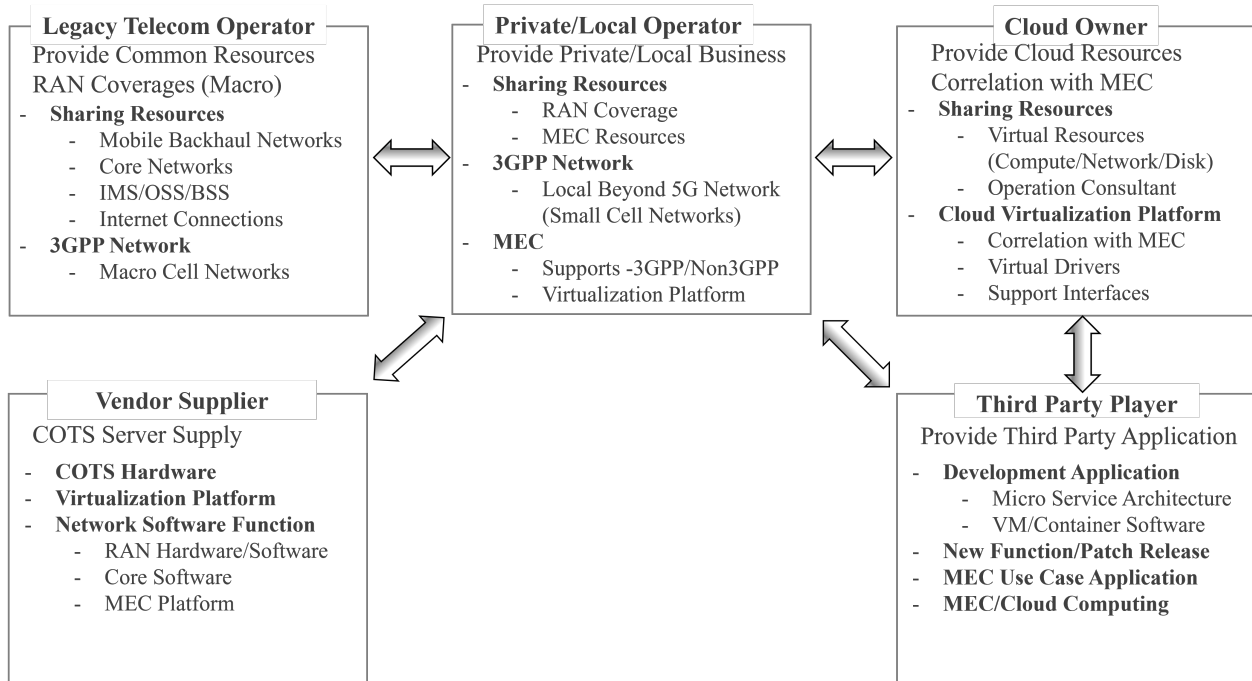 Legacy Telecom Operator
Provide Common Resources
RAN Coverages (Macro)
- Sharing Resources
- Mobile Backhaul Networks
- Core Networks
- IMS/OSS/BSS
- Internet Connections
- 3GPP Network
- Macro Cell Networks
Private/Local Operator
Provide Private/Local Business
- Sharing Resources
- RAN Coverage
- MEC Resources
- 3GPP Network
- Local Beyond 5G Network
(Small Cell Networks)
- MEC
- Supports -3GPP/Non3GPP
- Virtualization Platform
Cloud Owner
Provide Cloud Resources
Correlation with MEC
- Sharing Resources
- Virtual Resources
(Compute/Network/Disk)
- Operation Consultant
- Cloud Virtualization Platform
- Correlation with MEC
- Virtual Drivers
- Support Interfaces
Vendor Supplier
COTS Server Supply
- COTS Hardware
- Virtualization Platform
- Network Software Function
- RAN Hardware/Software
- Core Software
- MEC Platform
Third Party Player
Provide Third Party Application
- Development Application
- Micro Service Architecture
- VM/Container Software
- New Function/Patch Release
- MEC Use Case Application
- MEC/Cloud Computing